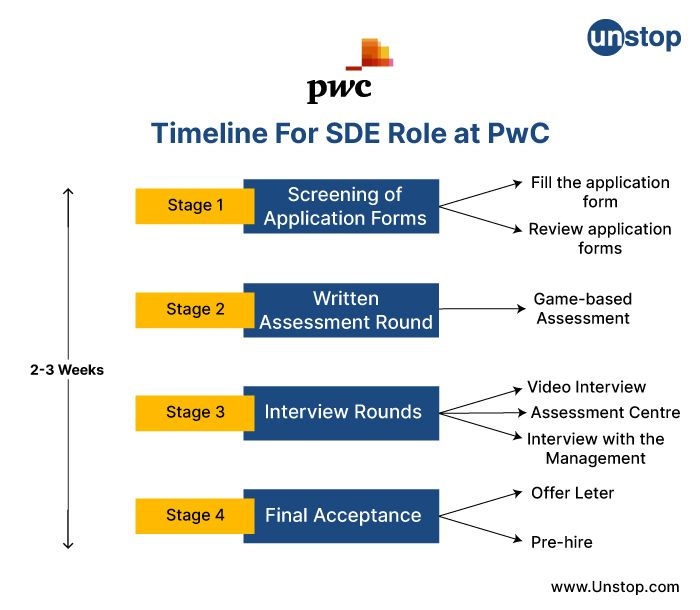 unstop
pwc
Timeline For SDE Role at PwC
2-3 Weeks
Stage 1
Screening of
Application Forms
Fill the application
form
Review application
forms
Stage 2
Written
Assessment Round
Game-based
Assessment
Stage 3
Interview Rounds
Video Interview
Assessment Centre
Interview with the
Management
Stage 4
Final Acceptance
Offer Leter
Pre-hire
www.Unstop.com